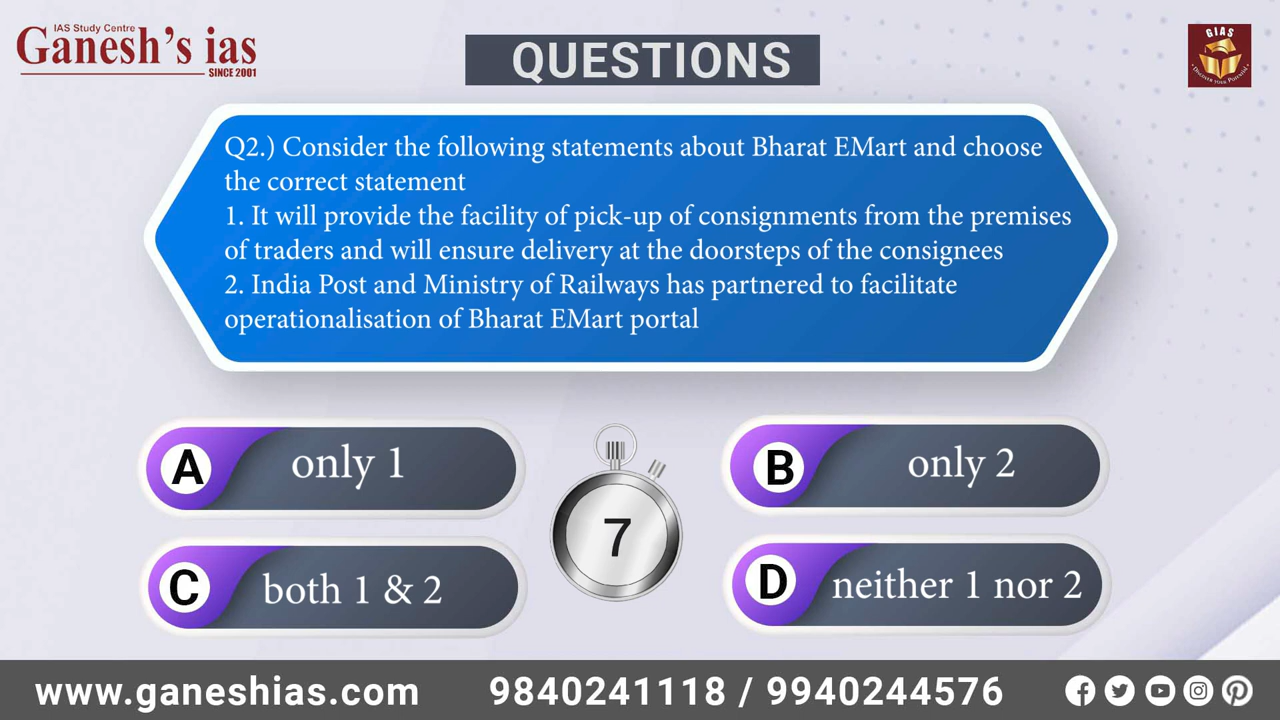 IAS Study Centre
Ganesh's ias
SINCE 2001
QUESTIONS
GIAS
Q2.) Consider the following statements about Bharat EMart and choose
the correct statement
1. It will provide the facility of pick-up of consignments from the premises
of traders and will ensure delivery at the doorsteps of the consignees
2. India Post and Ministry of Railways has partnered to facilitate
operationalisation of Bharat EMart portal
A only 1
B only 2
7
C both 1 & 2
D neither 1 nor 2
www.ganeshias.com 9840241118 / 9940244576